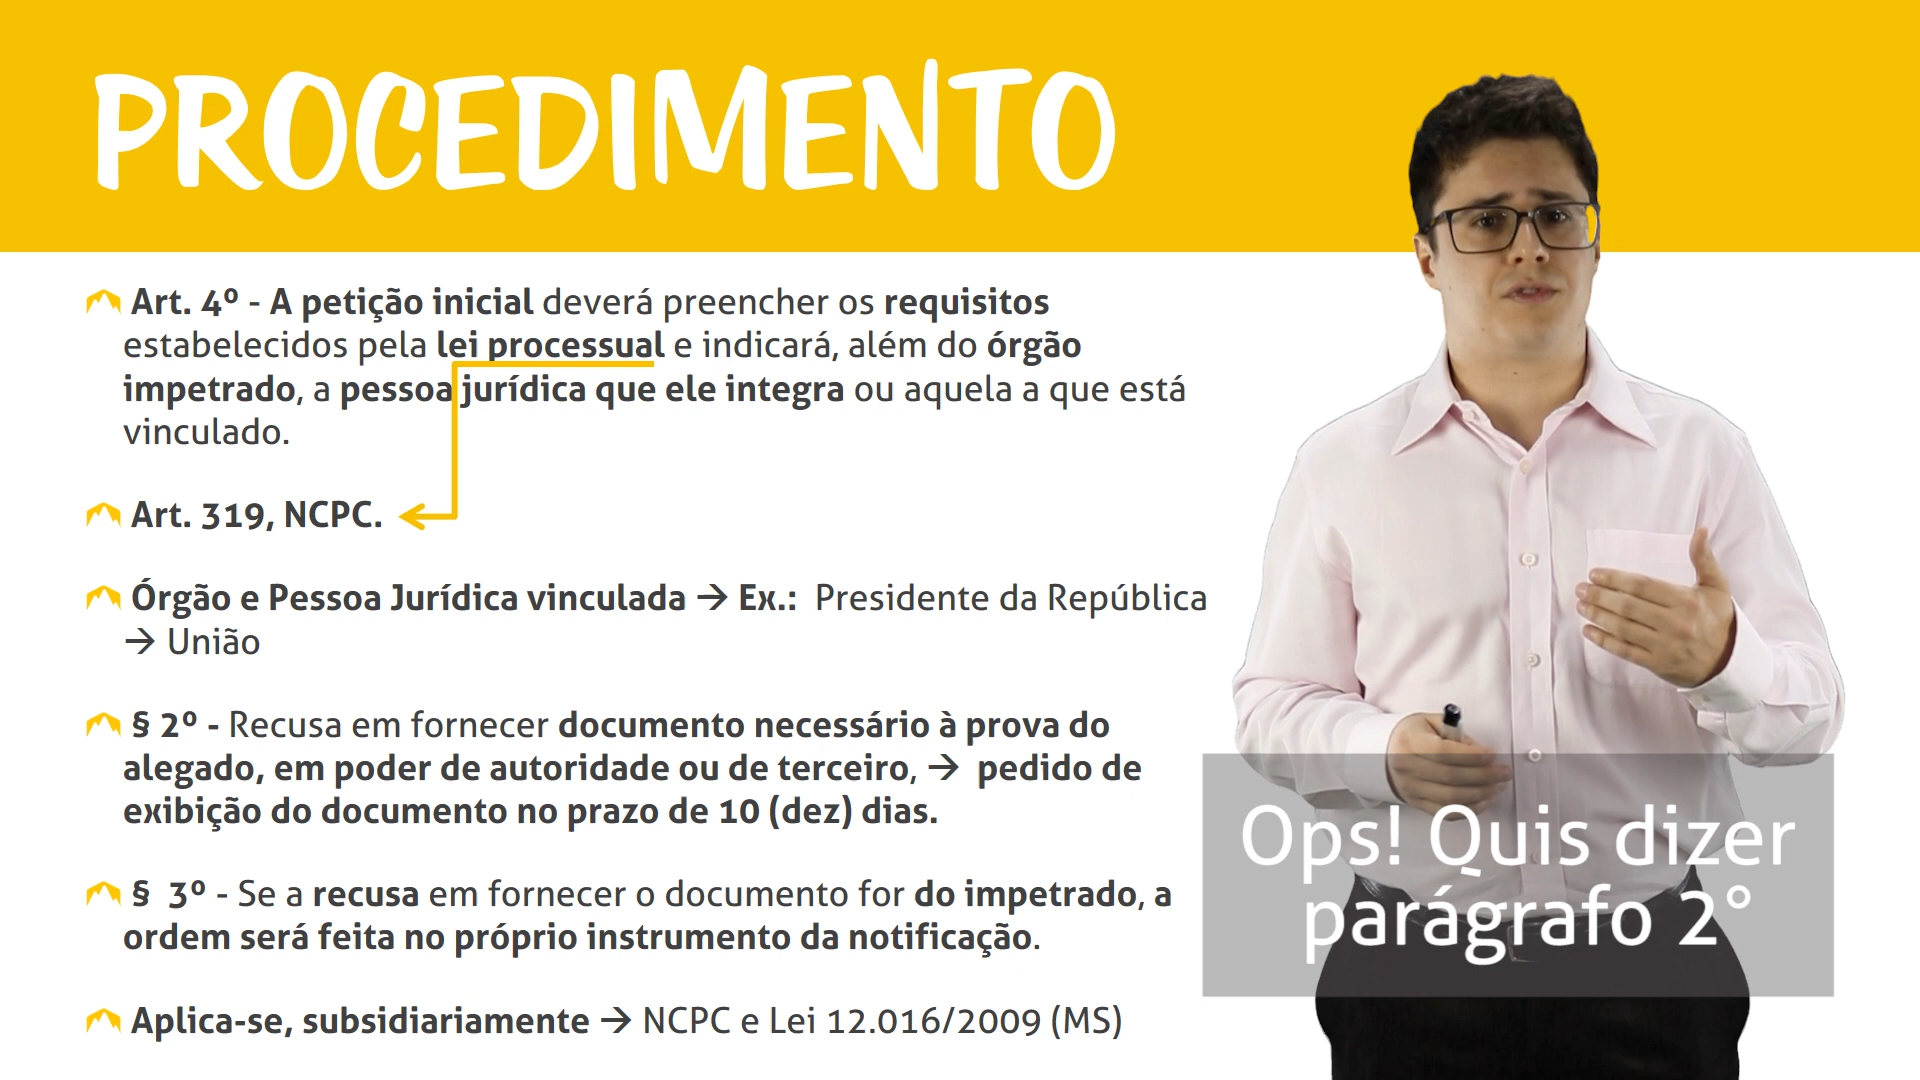 PROCEDIMENTO
Art. 4º - A petição inicial deverá preencher os requisitos
estabelecidos pela lei processual e indicará, além do órgão
impetrado, a pessoa jurídica que ele integra ou aquela a que está
vinculado.
Art. 319, NCPC.
Órgão e Pessoa Jurídica vinculada → Ex.: Presidente da República
→ União
§ 2º - Recusa em fornecer documento necessário à prova do
alegado, em poder de autoridade ou de terceiro, → pedido de
exibição do documento no prazo de 10 (dez) dias.
§ 3º - Se a recusa em fornecer o documento for do impetrado, a
ordem será feita no próprio instrumento da notificação.
Aplica-se, subsidiariamente → NCPC e Lei 12.016/2009 (MS)
Ops! Quis dizer
parágrafo 2°